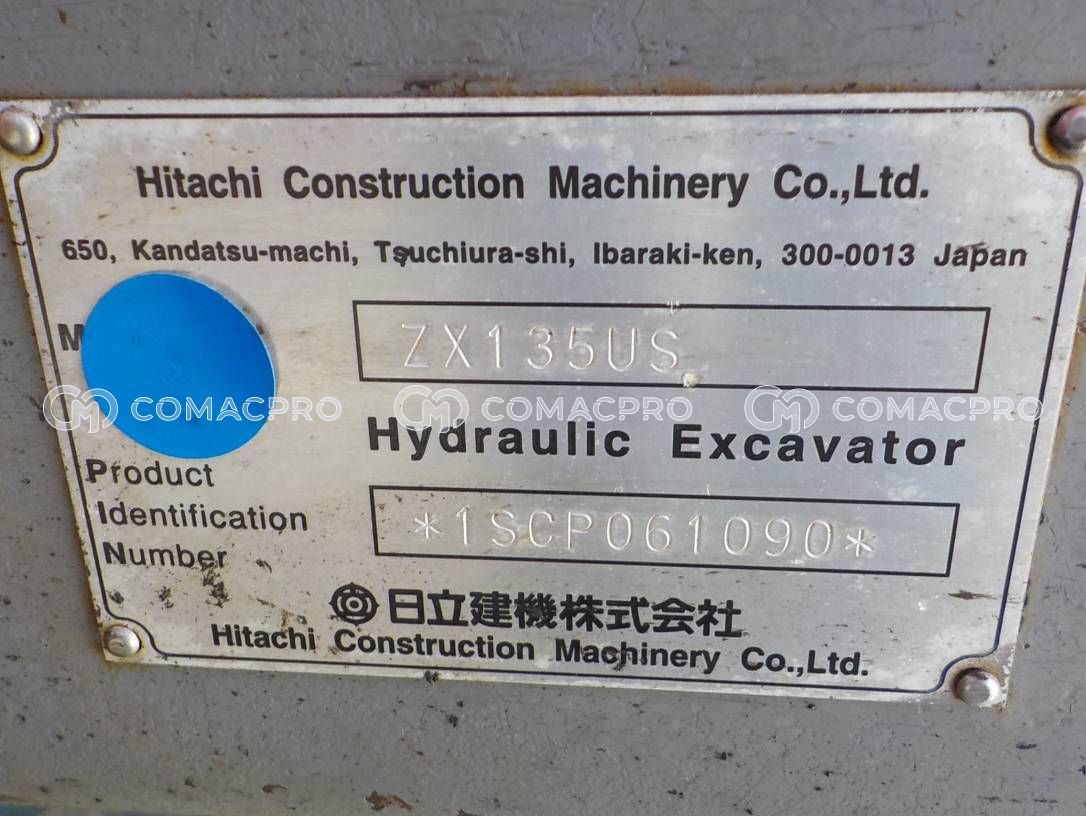 Hitachi Construction Machinery Co.,Ltd.
650, Kandatsu-machi, Tsuchiura-shi, Ibaraki-ken, 300-0013 Japan
ZX135US
COMACPRO COMACPRO COMACPRO
Hydraulic Excavator
Product
Identification
Number
*1SCP061090*
日立建機株式会社
Hitachi Construction Machinery Co.,Ltd.